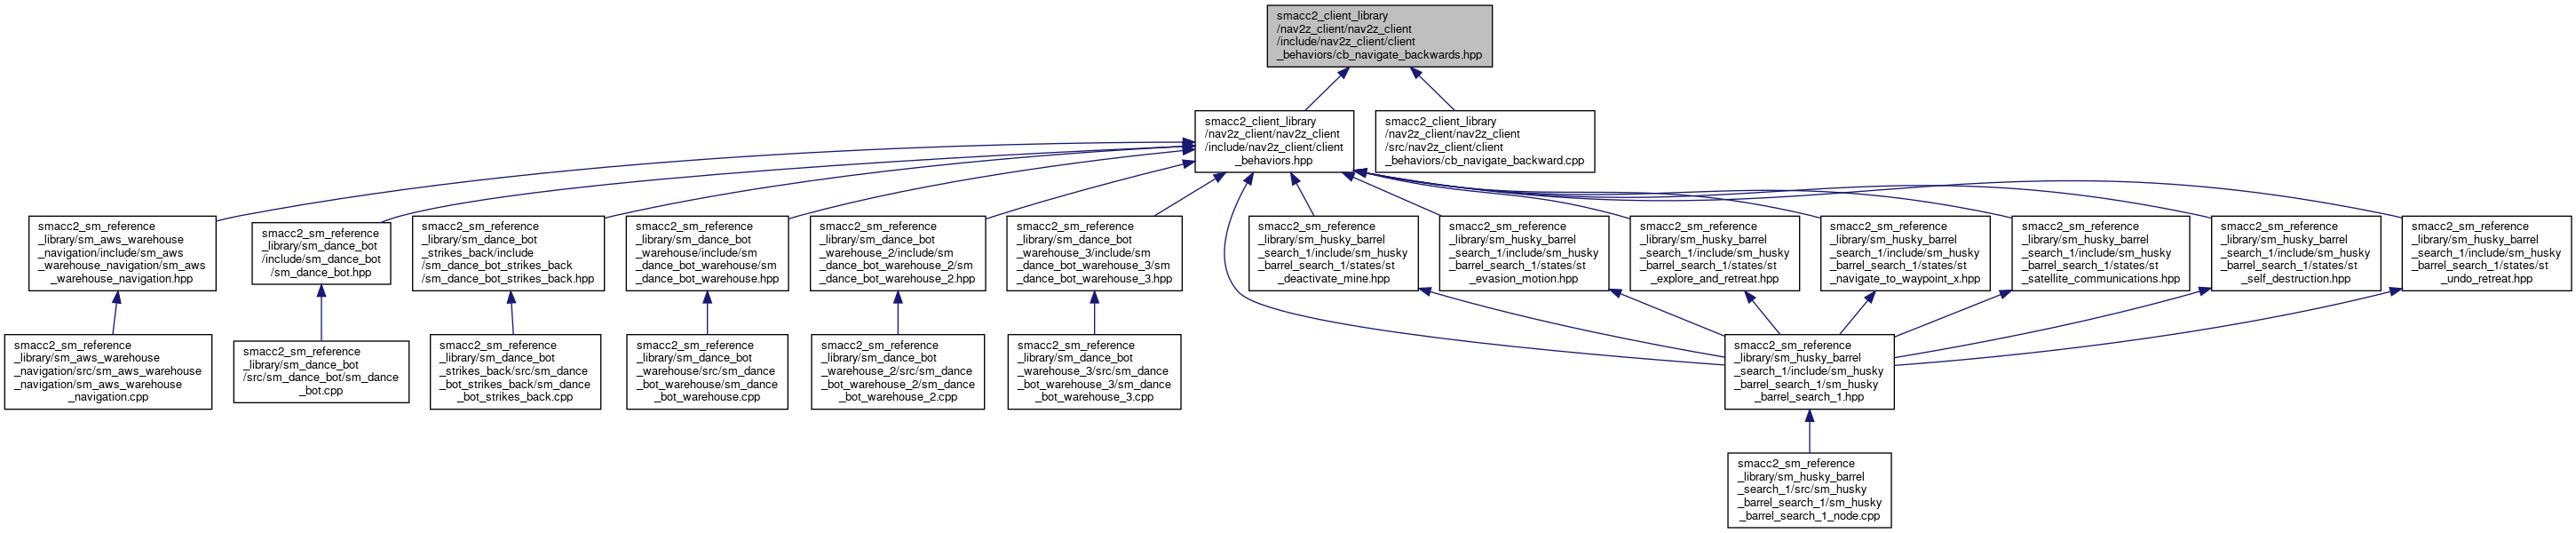 smacc2_client_library
/nav2z_client/nav2z_client
/include/nav2z_client/client
_behaviors/cb_navigate_backwards.hpp
smacc2_client_library
/nav2z_client/nav2z_client
/include/nav2z_client/client
_behaviors.hpp
smacc2_client_library
/nav2z_client/nav2z_client
/src/nav2z_client/client
_behaviors/cb_navigate_backward.cpp
smacc2_sm_reference
_library/sm_aws_warehouse
_navigation/include/sm_aws
_warehouse_navigation/sm_aws
_warehouse_navigation.hpp
smacc2_sm_reference
_library/sm_dance_bot
/include/sm_dance_bot
/sm_dance_bot.hpp
smacc2_sm_reference
_library/sm_dance_bot
_strikes_back/include
/sm_dance_bot_strikes_back
/sm_dance_bot_strikes_back.hpp
smacc2_sm_reference
_library/sm_dance_bot
_warehouse/include/sm
_dance_bot_warehouse/sm
_dance_bot_warehouse.hpp
smacc2_sm_reference
_library/sm_dance_bot
_warehouse_2/include/sm
_dance_bot_warehouse_2/sm
_dance_bot_warehouse_2.hpp
smacc2_sm_reference
_library/sm_dance_bot
_warehouse_3/include/sm
_dance_bot_warehouse_3/sm
_dance_bot_warehouse_3.hpp
smacc2_sm_reference
_library/sm_husky_barrel
_search_1/include/sm_husky
_barrel_search_1/states/st
_deactivate_mine.hpp
smacc2_sm_reference
_library/sm_husky_barrel
_search_1/include/sm_husky
_barrel_search_1/states/st
_evasion_motion.hpp
smacc2_sm_reference
_library/sm_husky_barrel
_search_1/include/sm_husky
_barrel_search_1/states/st
_explore_and_retreat.hpp
smacc2_sm_reference
_library/sm_husky_barrel
_search_1/include/sm_husky
_barrel_search_1/states/st
_navigate_to_waypoint_x.hpp
smacc2_sm_reference
_library/sm_husky_barrel
_search_1/include/sm_husky
_barrel_search_1/states/st
_satellite_communications.hpp
smacc2_sm_reference
_library/sm_husky_barrel
_search_1/include/sm_husky
_barrel_search_1/states/st
_self_destruction.hpp
smacc2_sm_reference
_library/sm_husky_barrel
_search_1/include/sm_husky
_barrel_search_1/states/st
_undo_retreat.hpp
smacc2_sm_reference
_library/sm_aws_warehouse
_navigation/src/sm_aws_warehouse
_navigation/sm_aws_warehouse
_navigation.cpp
smacc2_sm_reference
_library/sm_dance_bot
/src/sm_dance_bot/sm_dance
_bot.cpp
smacc2_sm_reference
_library/sm_dance_bot
_strikes_back/src/sm_dance
_bot_strikes_back/sm_dance
_bot_strikes_back.cpp
smacc2_sm_reference
_library/sm_dance_bot
_warehouse/src/sm_dance
_bot_warehouse/sm_dance
_bot_warehouse.cpp
smacc2_sm_reference
_library/sm_dance_bot
_warehouse_2/src/sm_dance
_bot_warehouse_2/sm_dance
_bot_warehouse_2.cpp
smacc2_sm_reference
_library/sm_dance_bot
_warehouse_3/src/sm_dance
_bot_warehouse_3/sm_dance
_bot_warehouse_3.cpp
smacc2_sm_reference
_library/sm_husky_barrel
_search_1/include/sm_husky
_barrel_search_1/sm_husky
_barrel_search_1.hpp
smacc2_sm_reference
_library/sm_husky_barrel
_search_1/src/sm_husky
_barrel_search_1/sm_husky
_barrel_search_1_node.cpp